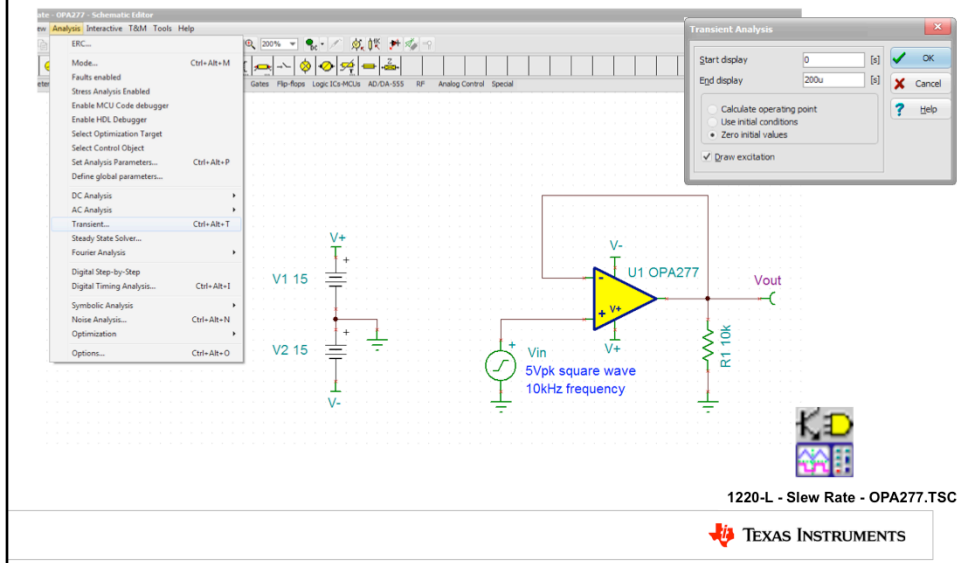 ate - OPA277 - Schematic Editor
ew Analysis Interactive T&M Tools Help
ERC...
Mode... Ctrl+Alt+M
Faults enabled
Stress Analysis Enabled
Enable MCU Code debugger
Enable HDL Debugger
Select Optimization Target
Select Control Object
Set Analysis Parameters... Ctrl+Alt+P
Define global parameters...
DC Analysis
AC Analysis
Transient... Ctrl+Alt+T
Steady State Solver...
Fourier Analysis
Digital Step-by-Step
Digital Timing Analysis... Ctrl+Alt+I
Symbolic Analysis
Noise Analysis... Ctrl+Alt+N
Optimization
Options... Ctrl+Alt+O
200%
DC
eter
Gates Flip-flops Logic ICs-MCUs AD/DA-555 RF Analog Control Special
Transient Analysis
Start display 0 [s]
End display 200u [s]
Calculate operating point
Use initial conditions
Zero initial values
Draw excitation
OK
Cancel
Help
V+
+
V1 15
+
V2 15
V-
V-
U1 OPA277
-
+
V+
V+
Vout
R1 10k
+
Vin
5Vpk square wave
10kHz frequency
1220-L - Slew Rate - OPA277.TSC
TEXAS INSTRUMENTS